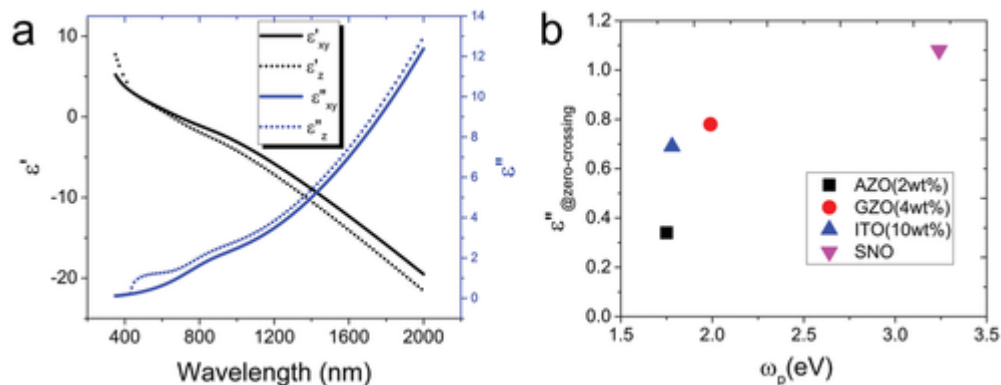 a
10
0
-10
-20
ε'
ε'xy
ε'z
ε"xy
ε"z
14
12
10
8
6
4
2
0
ε"
400 800 1200 1600 2000
Wavelength (nm)
b
1.2
1.0
0.8
0.6
0.4
0.2
0.0
ε"@zero-crossing
AZO(2wt%)
GZO(4wt%)
ITO(10wt%)
SNO
1.5 2.0 2.5 3.0 3.5
ωp(eV)